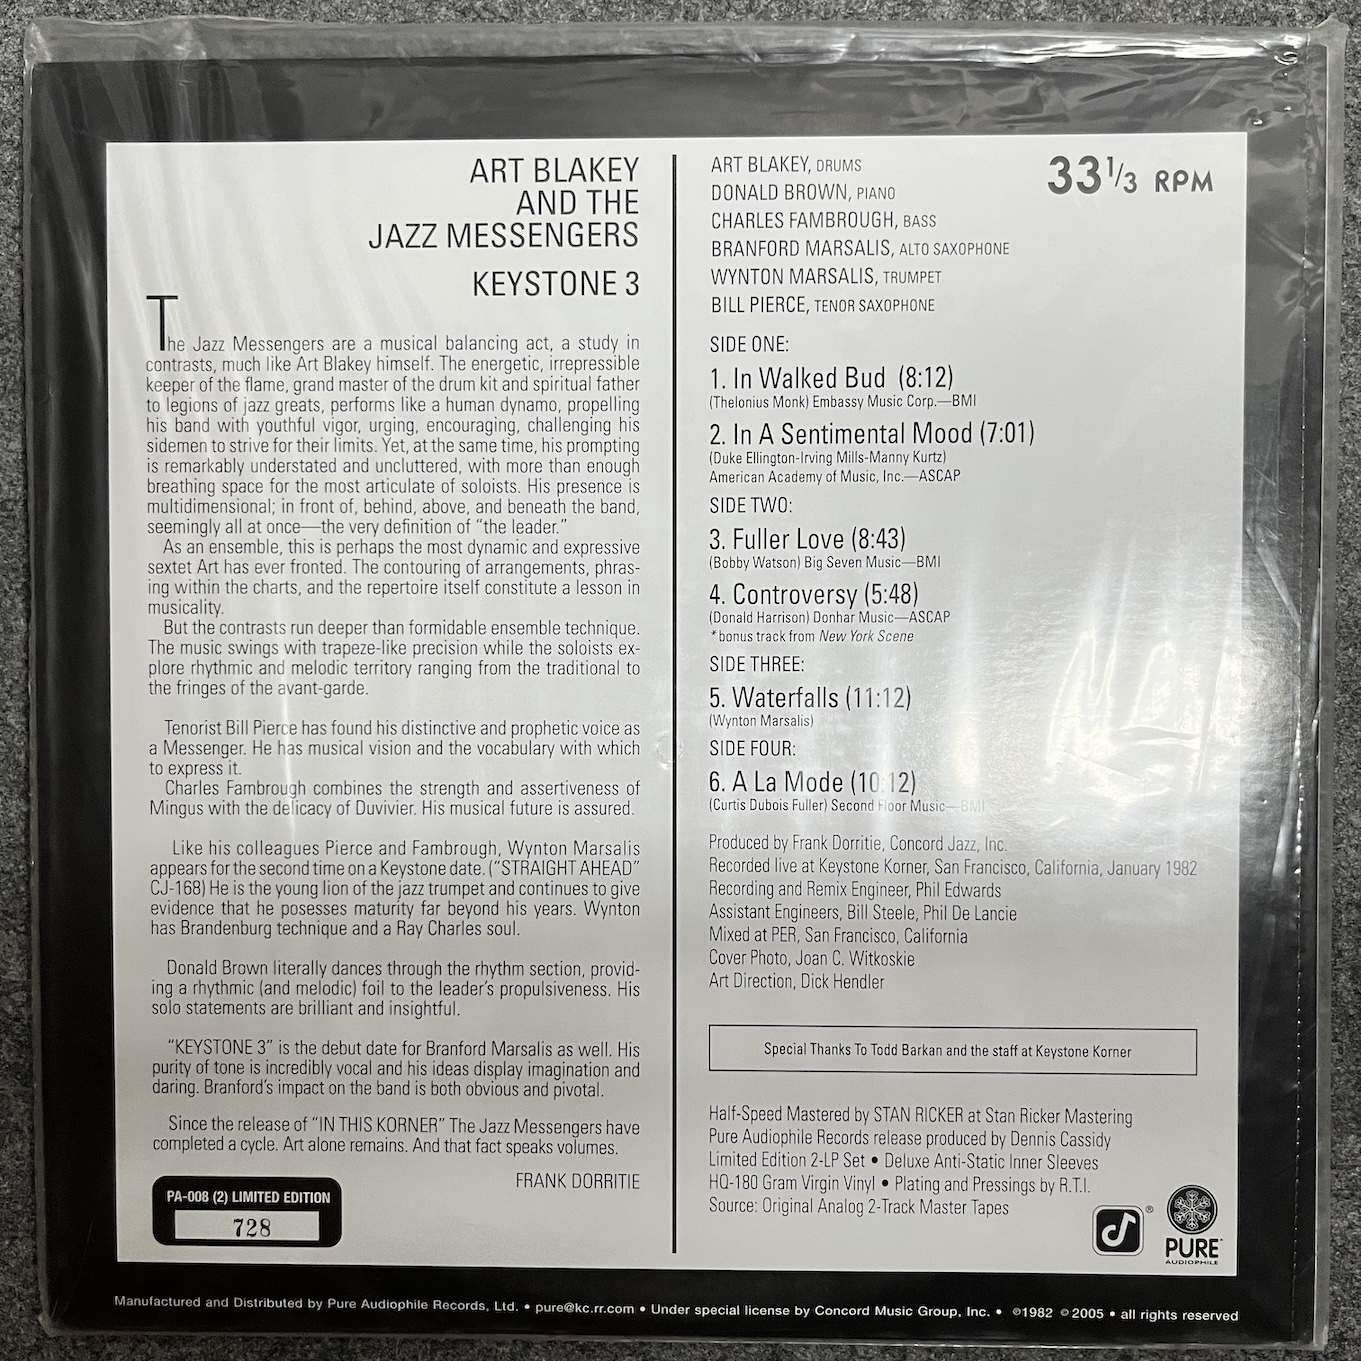 ART BLAKEY
AND THE
JAZZ MESSENGERS
KEYSTONE 3
The Jazz Messengers are a musical balancing act, a study in
contrasts, much like Art Blakey himself. The energetic, irrepressible
keeper of the flame, grand master of the drum kit and spiritual father
to legions of jazz greats, performs like a human dynamo, propelling
his band with youthful vigor, urging, encouraging, challenging his
sidemen to strive for their limits. Yet, at the same time, his prompting
is remarkably understated and uncluttered, with more than enough
breathing space for the most articulate of soloists. His presence is
multidimensional; in front of, behind, above, and beneath the band,
seemingly all at once—the very definition of “the leader.”
As an ensemble, this is perhaps the most dynamic and expressive
sextet Art has ever fronted. The contouring of arrangements, phras-
ing within the charts, and the repertoire itself constitute a lesson in
musicality.
But the contrasts run deeper than formidable ensemble technique.
The music swings with trapeze-like precision while the soloists ex-
plore rhythmic and melodic territory ranging from the traditional to
the fringes of the avant-garde.
Tenorist Bill Pierce has found his distinctive and prophetic voice as
a Messenger. He has musical vision and the vocabulary with which
to express it.
Charles Fambrough combines the strength and assertiveness of
Mingus with the delicacy of Duvivier. His musical future is assured.
Like his colleagues Pierce and Fambrough, Wynton Marsalis
appears for the second time on a Keystone date. (“STRAIGHT AHEAD”
CJ-168) He is the young lion of the jazz trumpet and continues to give
evidence that he posesses maturity far beyond his years. Wynton
has Brandenburg technique and a Ray Charles soul.
Donald Brown literally dances through the rhythm section, provid-
ing a rhythmic (and melodic) foil to the leader’s propulsiveness. His
solo statements are brilliant and insightful.
“KEYSTONE 3” is the debut date for Branford Marsalis as well. His
purity of tone is incredibly vocal and his ideas display imagination and
daring. Branford’s impact on the band is both obvious and pivotal.
Since the release of “IN THIS KORNER” The Jazz Messengers have
completed a cycle. Art alone remains. And that fact speaks volumes.
FRANK DORRITIE
PA-008 (2) LIMITED EDITION
728
ART BLAKEY, DRUMS
DONALD BROWN, PIANO
CHARLES FAMBROUGH, BASS
BRANFORD MARSALIS, ALTO SAXOPHONE
WYNTON MARSALIS, TRUMPET
BILL PIERCE, TENOR SAXOPHONE
33 1/3 RPM
SIDE ONE:
1. In Walked Bud (8:12)
(Thelonius Monk) Embassy Music Corp.—BMI
2. In A Sentimental Mood (7:01)
(Duke Ellington-Irving Mills-Manny Kurtz)
American Academy of Music, Inc.—ASCAP
SIDE TWO:
3. Fuller Love (8:43)
(Bobby Watson) Big Seven Music—BMI
4. Controversy (5:48)
(Donald Harrison) Donhar Music—ASCAP
*bonus track from New York Scene
SIDE THREE:
5. Waterfalls (11:12)
(Wynton Marsalis)
SIDE FOUR:
6. A La Mode (10:12)
(Curtis Dubois Fuller) Second Floor Music—BMI
Produced by Frank Dorritie, Concord Jazz, Inc.
Recorded live at Keystone Korner, San Francisco, California, January 1982
Recording and Remix Engineer, Phil Edwards
Assistant Engineers, Bill Steele, Phil De Lancie
Mixed at PER, San Francisco, California
Cover Photo, Joan C. Witkoskie
Art Direction, Dick Hendler
Special Thanks To Todd Barkan and the staff at Keystone Korner
Half-Speed Mastered by STAN RICKER at Stan Ricker Mastering
Pure Audiophile Records release produced by Dennis Cassidy
Limited Edition 2-LP Set • Deluxe Anti-Static Inner Sleeves
HQ-180 Gram Virgin Vinyl • Plating and Pressings by R.T.I.
Source: Original Analog 2-Track Master Tapes
®
PURE
AUDIOPHILE
Manufactured and Distributed by Pure Audiophile Records, Ltd. • pure@kc.rr.com • Under special license by Concord Music Group, Inc. • ℗1982 ©2005 • all rights reserved